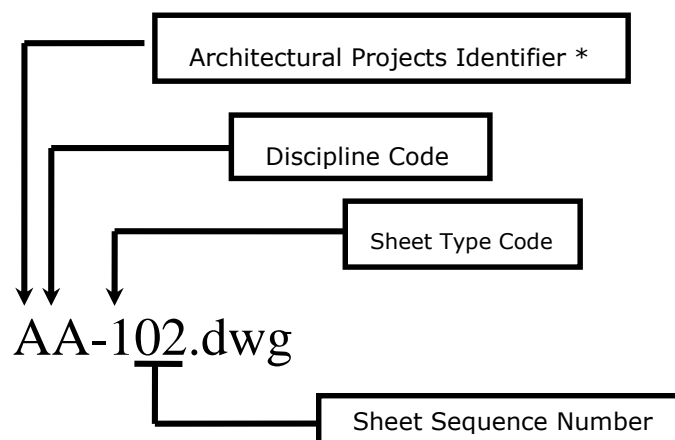 Architectural Projects Identifier *
Discipline Code
Sheet Type Code
AA-102.dwg
Sheet Sequence Number